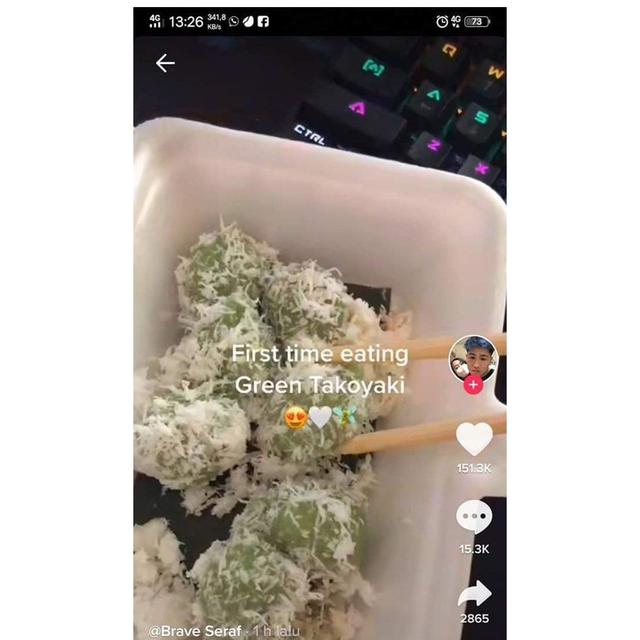 4G 13:26 341,8 KB/s 4G 73
Q
W
[A]
A
S
CTRL
Z
X
First time eating
Green Takoyaki
151.3K
15.3K
2865
@Brave Seraf · 1 h lalu